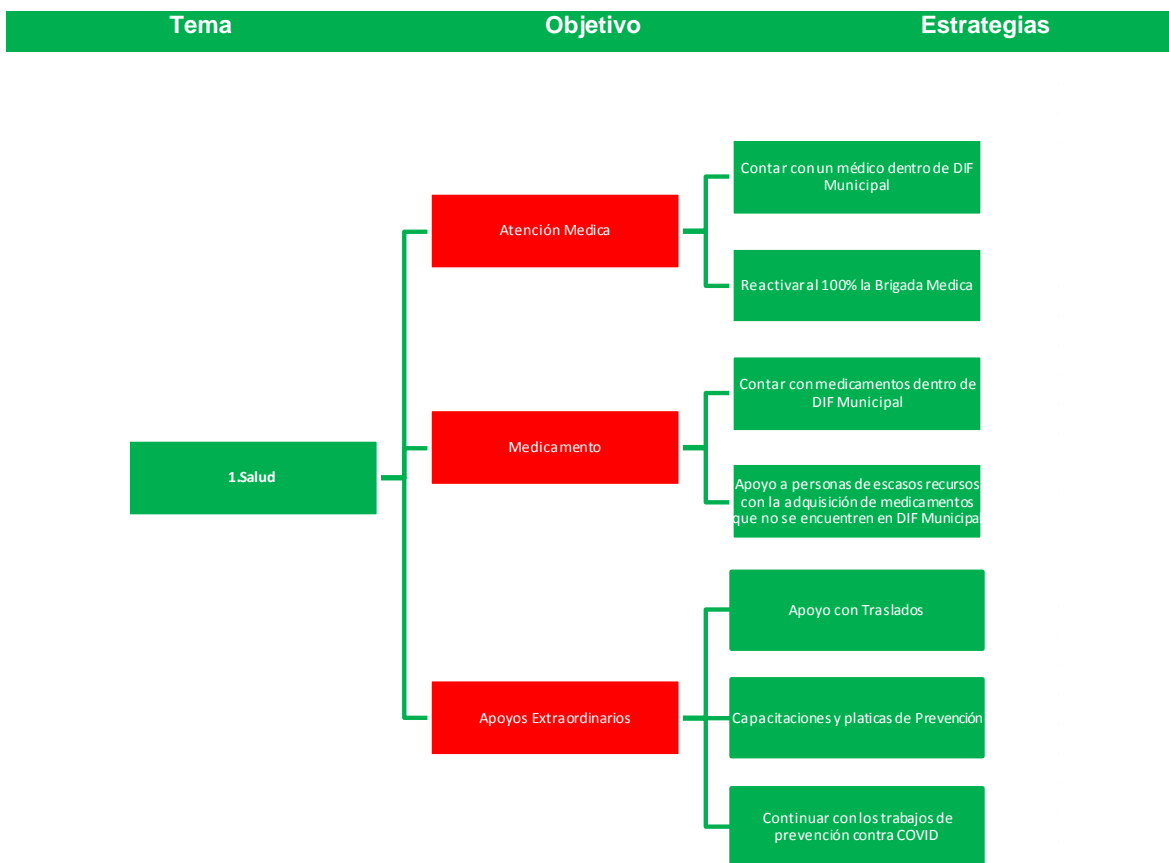 Tema Objetivo Estrategias
Contar con un médico dentro de DIF
Municipal
Atención Medica
Reactivar al 100% la Brigada Medica
Contar con medicamentos dentro de
DIF Municipal
Medicamento
1.Salud
Apoyo a personas de escasos recursos
con la adquisición de medicamentos
que no se encuentren en DIF Municipal
Apoyo con Traslados
Apoyos Extraordinarios
Capacitaciones y platicas de Prevención
Continuar con los trabajos de
prevención contra COVID